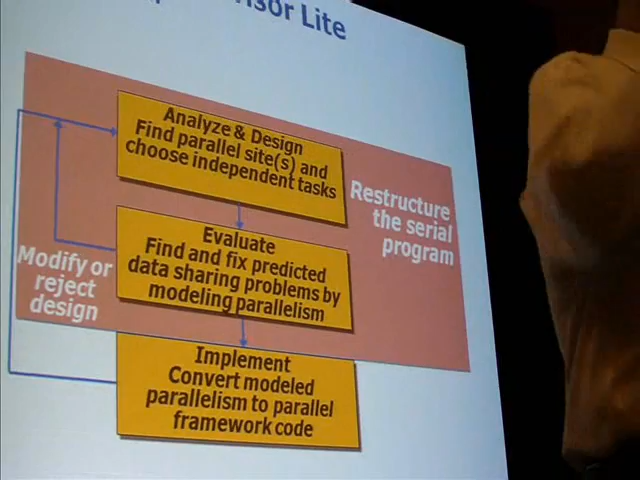 Lite
Analyze & Design
Find parallel site(s) and
choose independent tasks
Restructure
the serial
program
Evaluate
Find and fix predicted
data sharing problems by
modeling parallelism
Modify or
reject
design
Implement
Convert modeled
parallelism to parallel
framework code